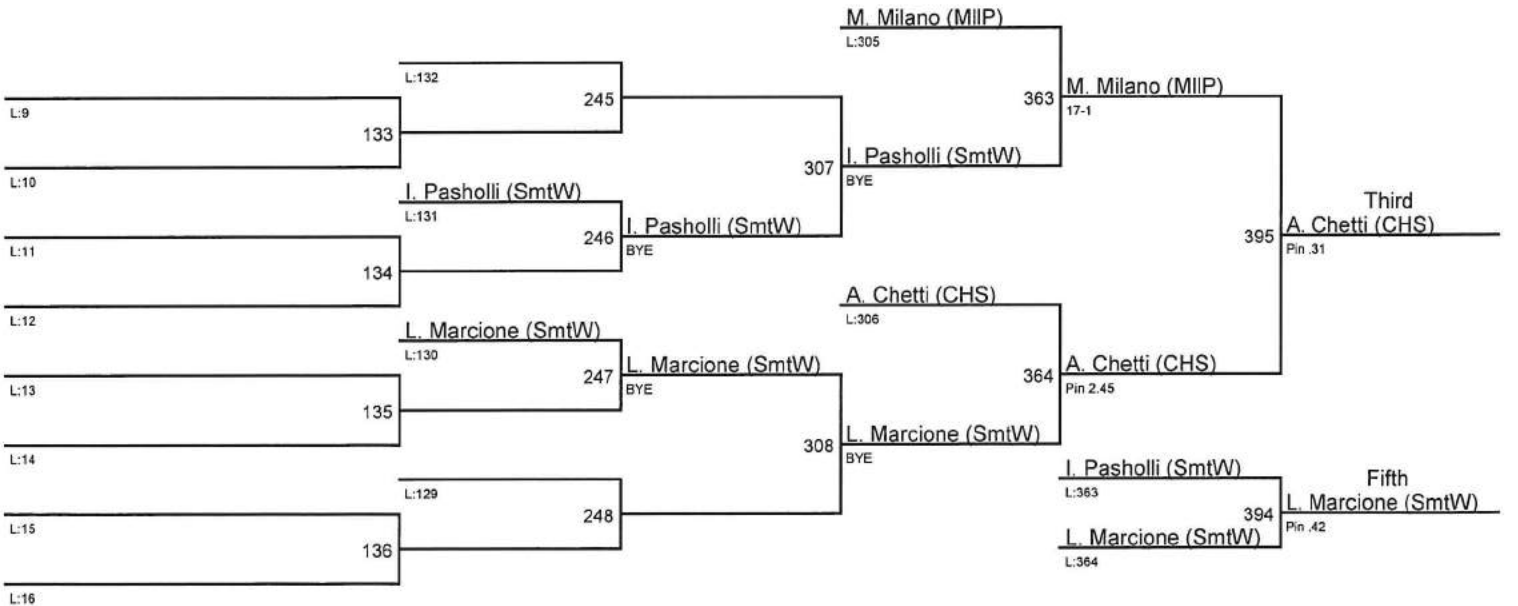 M. Milano (MIIP)
L:305
L:132
245
363
M. Milano (MIIP)
17-1
L:9
133
L:10
307
I. Pasholli (SmtW)
BYE
I. Pasholli (SmtW)
L:131
246
I. Pasholli (SmtW)
BYE
L:11
134
L:12
Third
395
A. Chetti (CHS)
Pin .31
A. Chetti (CHS)
L:306
L. Marcione (SmtW)
L:130
247
L. Marcione (SmtW)
BYE
364
A. Chetti (CHS)
Pin 2.45
L:13
135
L:14
308
L. Marcione (SmtW)
BYE
L:129
248
I. Pasholli (SmtW)
L:363
394
Fifth
L. Marcione (SmtW)
Pin .42
L. Marcione (SmtW)
L:364
L:15
136
L:16